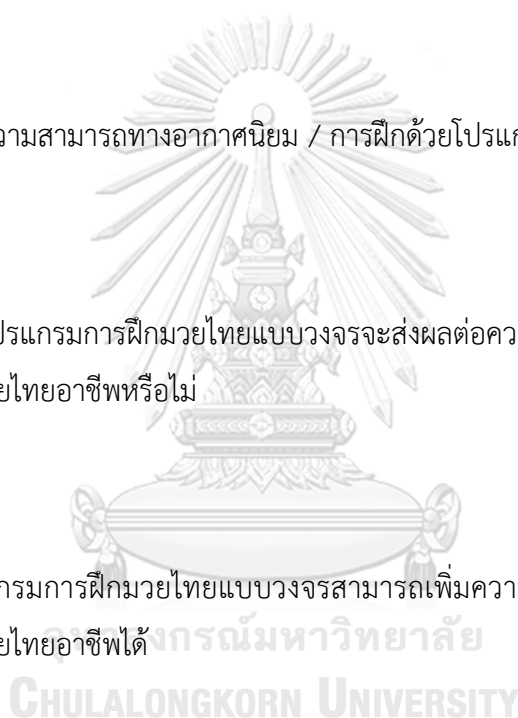 วามสามารถทางอากาศนิยม / การฝึกด้วยโปรแก
ปรแกรมการฝึกมวยไทยแบบวงจรจะส่งผลต่อคว
ยไทยอาชีพหรือไม่
กรมการฝึกมวยไทยแบบวงจรสามารถเพิ่มควา
ยไทยอาชีพได้
จุฬาลงกรณ์มหาวิทยาลัย
CHULALONGKORN UNIVERSITY